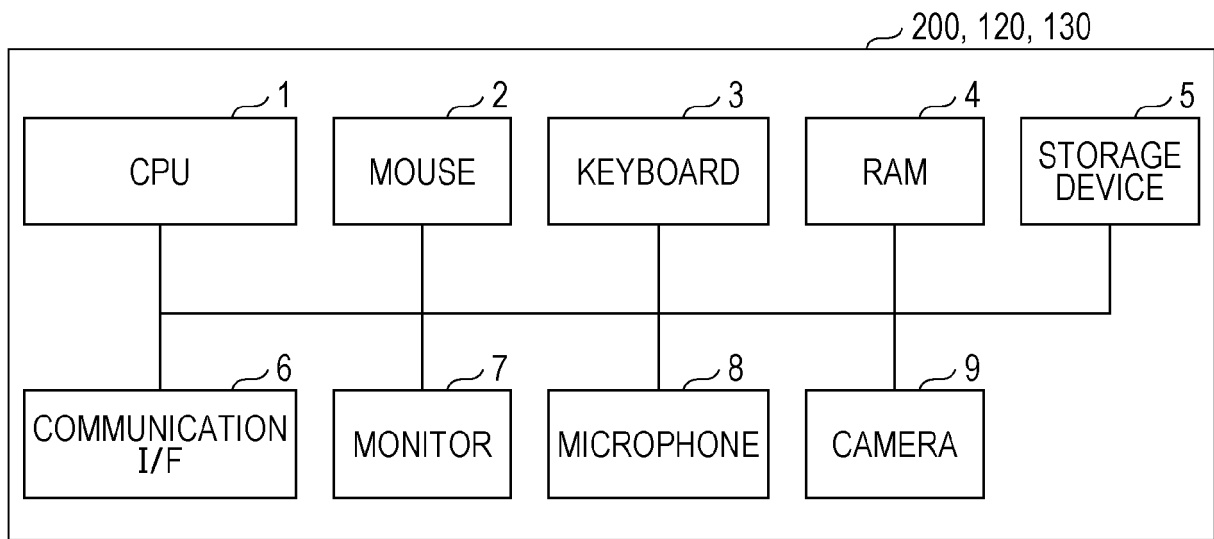 200, 120, 130
1
2
3
4
5
CPU
MOUSE
KEYBOARD
RAM
STORAGE
DEVICE
6
7
8
9
COMMUNICATION
I/F
MONITOR
MICROPHONE
CAMERA